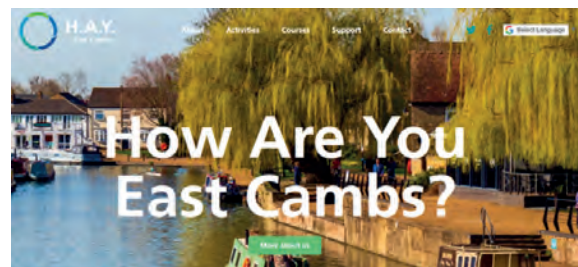 H.A.Y.
East Cambs
About Activities Courses Support Contact
Select Language
How Are You
East Cambs?
More about us